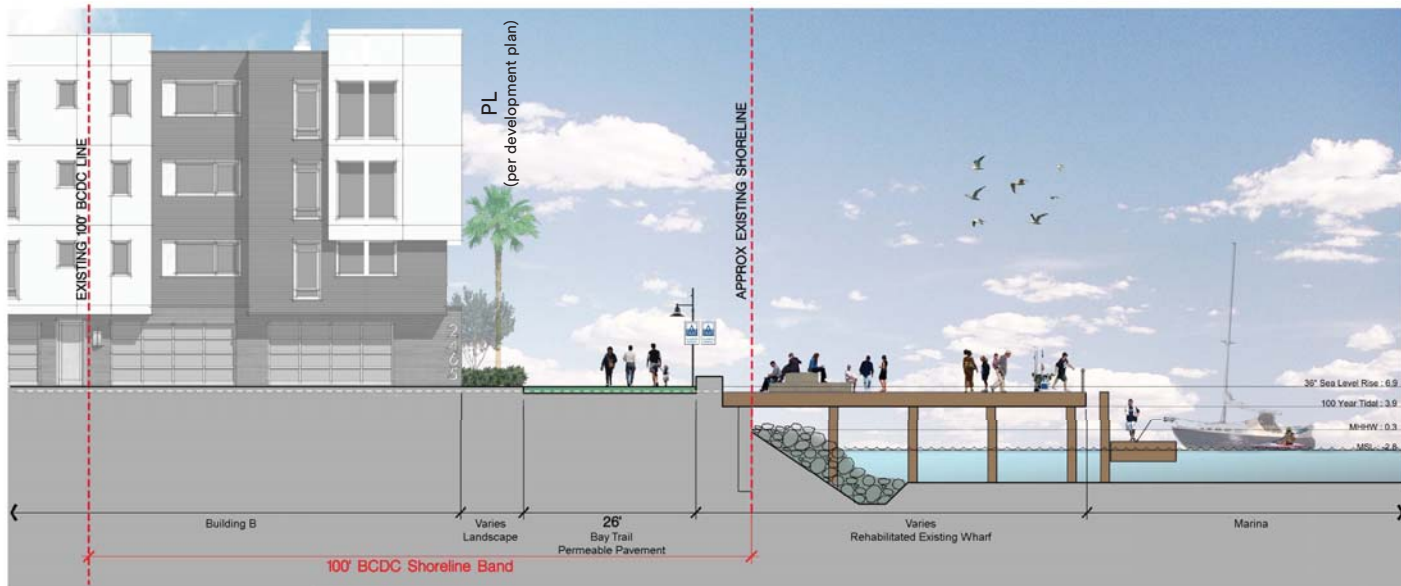 PL
(per development plan)
EXISTING 100' BCDC LINE
APPROX EXISTING SHORELINE
36" Sea Level Rise : 6.9
100 Year Tidal : 3.9
MHHW : 0.3
MSL : -2.8
Building B
Varies
Landscape
26'
Bay Trail
Permeable Pavement
Varies
Rehabilitated Existing Wharf
Marina
100' BCDC Shoreline Band